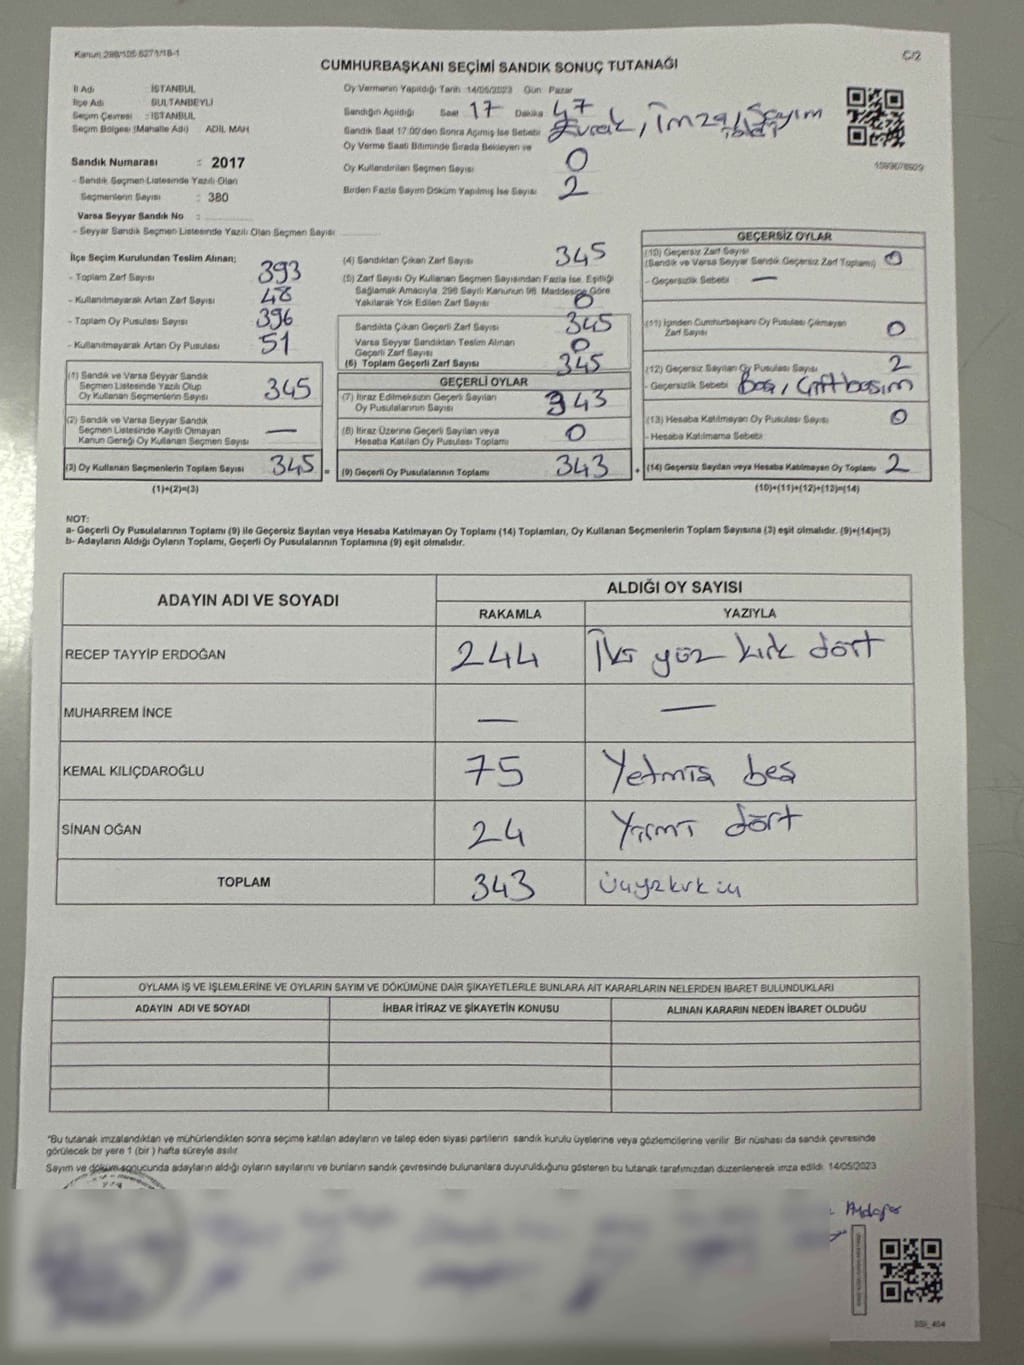 Kanun 298/105 6271/18-1
C/2
CUMHURBAŞKANI SEÇİMİ SANDIK SONUÇ TUTANAĞI
İl Adı : İSTANBUL
İlçe Adı : SULTANBEYLİ
Seçim Çevresi : İSTANBUL
Seçim Bölgesi (Mahalle Adı) ADİL MAH
Sandık Numarası : 2017
- Sandık Seçmen Listesinde Yazılı Olan
Seçmenlerin Sayısı : 380
Varsa Seyyar Sandık No :
- Seyyar Sandık Seçmen Listesinde Yazılı Olan Seçmen Sayısı
Oy Vermenin Yapıldığı Tarih :14/05/2023 Gün: Pazar
Sandığın Açıldığı Saat 17 Dakika 47
Sandık Saat 17:00'den Sonra Açılmış İse Sebebi Evrak, İmza, Sayım
Oy Verme Saati Bitiminde Sırada Bekleyen ve
Oy Kullandırılan Seçmen Sayısı 0
Birden Fazla Sayım Döküm Yapılmış İse Sayısı 2
İlçe Seçim Kurulundan Teslim Alınan;
- Toplam Zarf Sayısı 393
- Kullanılmayarak Artan Zarf Sayısı 48
- Toplam Oy Pusulası Sayısı 396
- Kullanılmayarak Artan Oy Pusulası 51
(1) Sandık ve Varsa Seyyar Sandık
Seçmen Listesinde Yazılı Olup
Oy Kullanan Seçmenlerin Sayısı 345
(2) Sandık ve Varsa Seyyar Sandık
Seçmen Listesinde Kayıtlı Olmayan
Kanun Gereği Oy Kullanan Seçmen Sayısı —
(3) Oy Kullanan Seçmenlerin Toplam Sayısı 345 =
(1)+(2)=(3)
(4) Sandıktan Çıkan Zarf Sayısı 345
(5) Zarf Sayısı Oy Kullanan Seçmen Sayısından Fazla İse, Eşitliği
Sağlamak Amacıyla, 298 Sayılı Kanunun 98. Maddesine Göre
Yakılarak Yok Edilen Zarf Sayısı 0
Sandıkta Çıkan Geçerli Zarf Sayısı 345
Varsa Seyyar Sandıktan Teslim Alınan
Geçerli Zarf Sayısı 0
(6) Toplam Geçerli Zarf Sayısı 345
GEÇERLİ OYLAR
(7) İtiraz Edilmeksizin Geçerli Sayılan
Oy Pusulalarının Sayısı 343
(8) İtiraz Üzerine Geçerli Sayılan veya
Hesaba Katılan Oy Pusulası Toplamı 0
(9) Geçerli Oy Pusulalarının Toplamı 343 +
GEÇERSİZ OYLAR
(10) Geçersiz Zarf Sayısı
(Sandık ve Varsa Seyyar Sandık Geçersiz Zarf Toplamı) 0
- Geçersizlik Sebebi —
(11) İçinden Cumhurbaşkanı Oy Pusulası Çıkmayan
Zarf Sayısı 0
(12) Geçersiz Sayılan Oy Pusulası Sayısı 2
- Geçersizlik Sebebi Boş, Çift basım
(13) Hesaba Katılmayan Oy Pusulası Sayısı 0
- Hesaba Katılmama Sebebi
(14) Geçersiz Sayılan veya Hesaba Katılmayan Oy Toplamı 2
(10)+(11)+(12)+(13)=(14)
NOT:
a- Geçerli Oy Pusulalarının Toplamı (9) ile Geçersiz Sayılan veya Hesaba Katılmayan Oy Toplamı (14) Toplamları, Oy Kullanan Seçmenlerin Toplam Sayısına (3) eşit olmalıdır. (9)+(14)=(3)
b- Adayların Aldığı Oyların Toplamı, Geçerli Oy Pusulalarının Toplamına (9) eşit olmalıdır.
ADAYIN ADI VE SOYADI
ALDIĞI OY SAYISI
RAKAMLA YAZIYLA
RECEP TAYYİP ERDOĞAN 244 İki yüz kırk dört
MUHARREM İNCE — —
KEMAL KILIÇDAROĞLU 75 Yetmiş beş
SİNAN OĞAN 24 Yirmi dört
TOPLAM 343
OYLAMA İŞ VE İŞLEMLERİNE VE OYLARIN SAYIM VE DÖKÜMÜNE DAİR ŞİKAYETLERLE BUNLARA AİT KARARLARIN NELERDEN İBARET BULUNDUKLARI
ADAYIN ADI VE SOYADI İHBAR İTİRAZ VE ŞİKAYETİN KONUSU ALINAN KARARIN NEDEN İBARET OLDUĞU
*Bu tutanak imzalandıktan ve mühürlendikten sonra seçime katılan adayların ve talep eden siyasi partilerin sandık kurulu üyelerine veya gözlemcilerine verilir. Bir nüshası da sandık çevresinde
görülecek bir yere 1 (bir) hafta süreyle asılır.
Sayım ve döküm sonucunda adayların aldığı oyların sayılarını ve bunların sandık çevresinde bulunanlara duyurulduğunu gösteren bu tutanak tarafımızdan düzenlenerek imza edildi. 14/05/2023